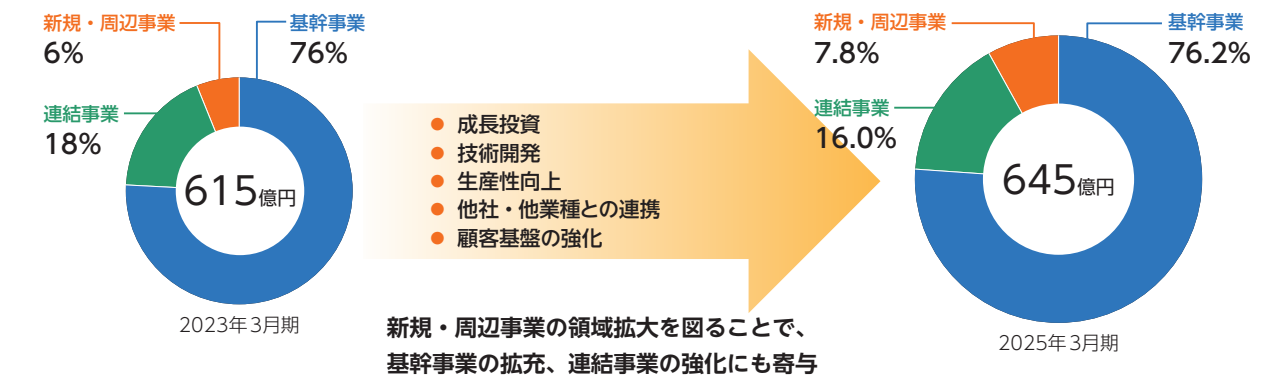 新規・周辺事業
6%
基幹事業
76%
連結事業
18%
615億円
2023年3月期
● 成長投資
● 技術開発
● 生産性向上
● 他社・他業種との連携
● 顧客基盤の強化
新規・周辺事業の領域拡大を図ることで、
基幹事業の拡充、連結事業の強化にも寄与
新規・周辺事業
7.8%
基幹事業
76.2%
連結事業
16.0%
645億円
2025年3月期